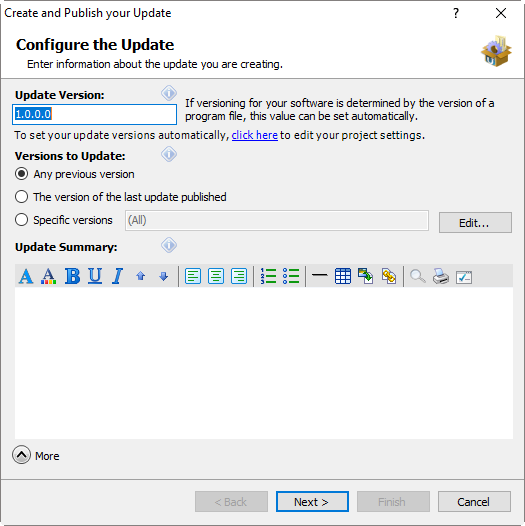 Create and Publish your Update
?
Configure the Update
Enter information about the update you are creating.
Update Version:
1.0.0.0
If versioning for your software is determined by the version of a
program file, this value can be set automatically.
To set your update versions automatically, click here to edit your project settings.
Versions to Update:
Any previous version
The version of the last update published
Specific versions (All) Edit...
Update Summary:
A A B U I
More
< Back Next > Finish Cancel